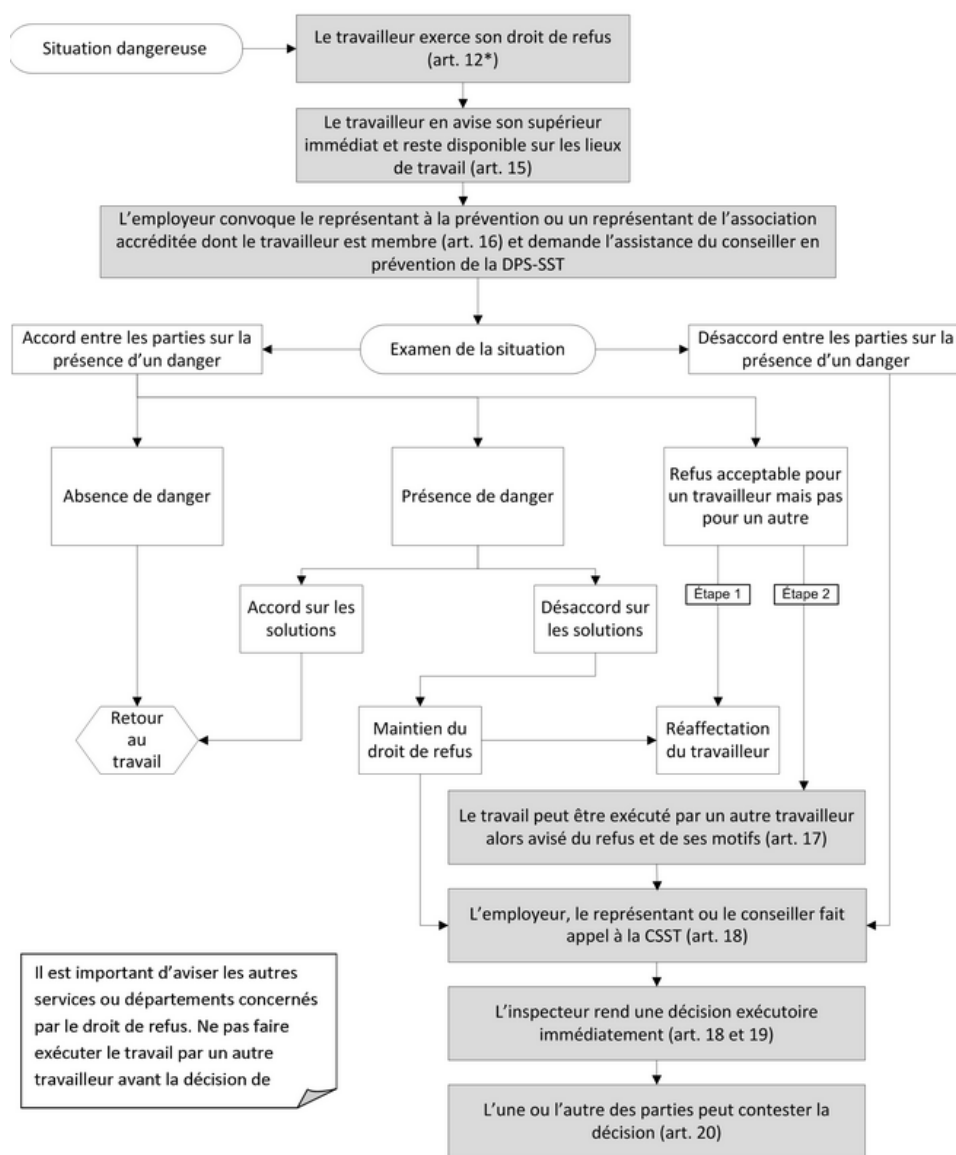 Situation dangereuse
Le travailleur exerce son droit de refus
(art. 12*)
Le travailleur en avise son supérieur
immédiat et reste disponible sur les lieux
de travail (art. 15)
L'employeur convoque le représentant à la prévention ou un représentant de l'association
accréditée dont le travailleur est membre (art. 16) et demande l'assistance du conseiller en
prévention de la DPS-SST
Accord entre les parties sur la
présence d'un danger
Examen de la situation
Désaccord entre les parties sur la
présence d'un danger
Absence de danger
Présence de danger
Refus acceptable pour
un travailleur mais pas
pour un autre
Accord sur les
solutions
Désaccord sur
les solutions
Étape 1
Étape 2
Retour
au
travail
Maintien du
droit de refus
Réaffectation
du travailleur
Le travail peut être exécuté par un autre travailleur
alors avisé du refus et de ses motifs (art. 17)
L'employeur, le représentant ou le conseiller fait
appel à la CSST (art. 18)
Il est important d'aviser les autres
services ou départements concernés
par le droit de refus. Ne pas faire
exécuter le travail par un autre
travailleur avant la décision de
L'inspecteur rend une décision exécutoire
immédiatement (art. 18 et 19)
L'une ou l'autre des parties peut contester la
décision (art. 20)